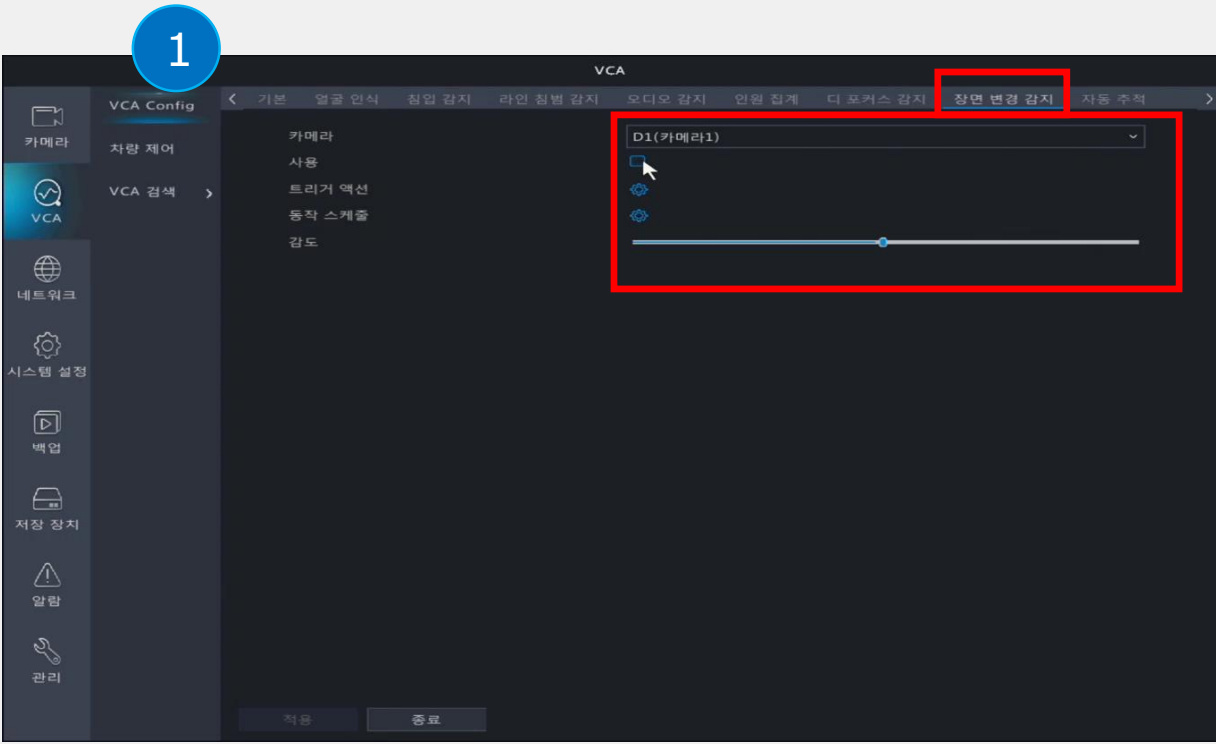 1
VCA
카메라
VCA
네트워크
시스템 설정
백업
저장 장치
알람
관리
VCA Config
차량 제어
VCA 검색 >
< 기본 얼굴 인식 침입 감지 라인 침범 감지 오디오 감지 인원 집계 디 포커스 감지 장면 변경 감지 자동 추적 >
카메라 D1(카메라1)
사용
트리거 액션
동작 스케줄
감도
적용 종료